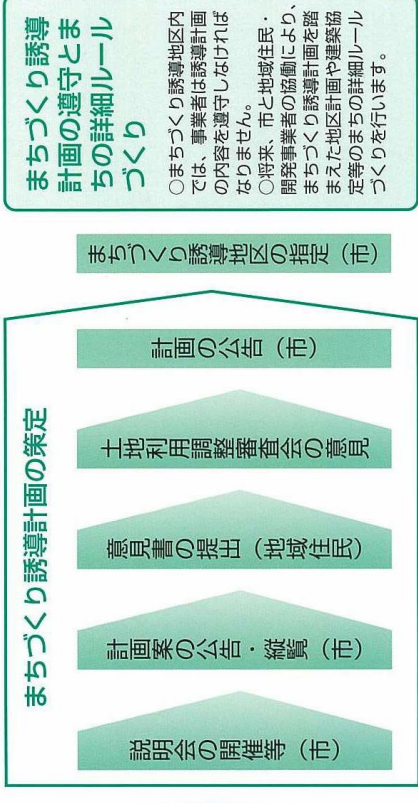 まちづくり誘導計画の策定
説明会の開催等（市）
計画案の公告・縦覧（市）
意見書の提出（地域住民）
土地利用調整審査会の意見
計画の公告（市）
まちづくり誘導地区の指定（市）
まちづくり誘導
計画の遵守とま
ちの詳細ルール
づくり
○まちづくり誘導地区内
では、事業者は誘導計画
の内容を遵守しなければ
なりません。
○将来、市と地域住民・
開発事業者の協働により、
まちづくり誘導計画を踏
まえた地区計画や建築協
定等のまちの詳細ルール
づくりを行います。